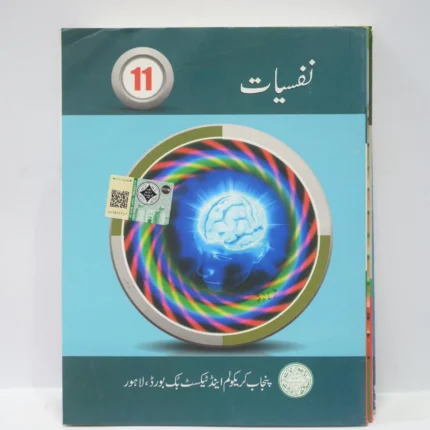 نفسیات
11
پنجاب کریکولم اینڈ ٹیکسٹ بک بورڈ، لاہور